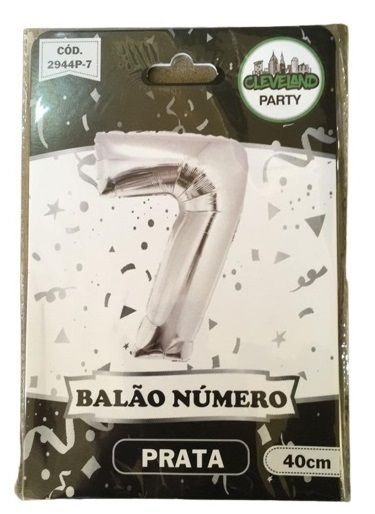 CÓD.
2944P-7
CLEVELAND
PARTY
BALÃO NÚMERO
PRATA
40cm